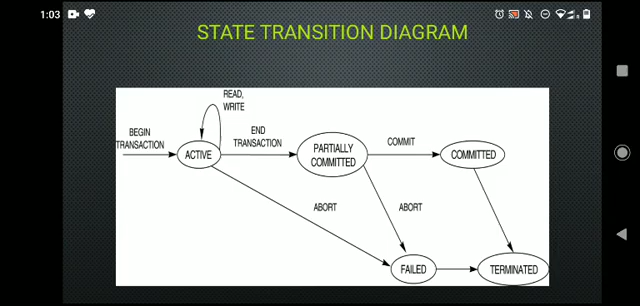 1:03
STATE TRANSITION DIAGRAM
READ,
WRITE
BEGIN
TRANSACTION
END
TRANSACTION
ACTIVE
PARTIALLY
COMMITTED
COMMIT
COMMITTED
ABORT
ABORT
FAILED
TERMINATED